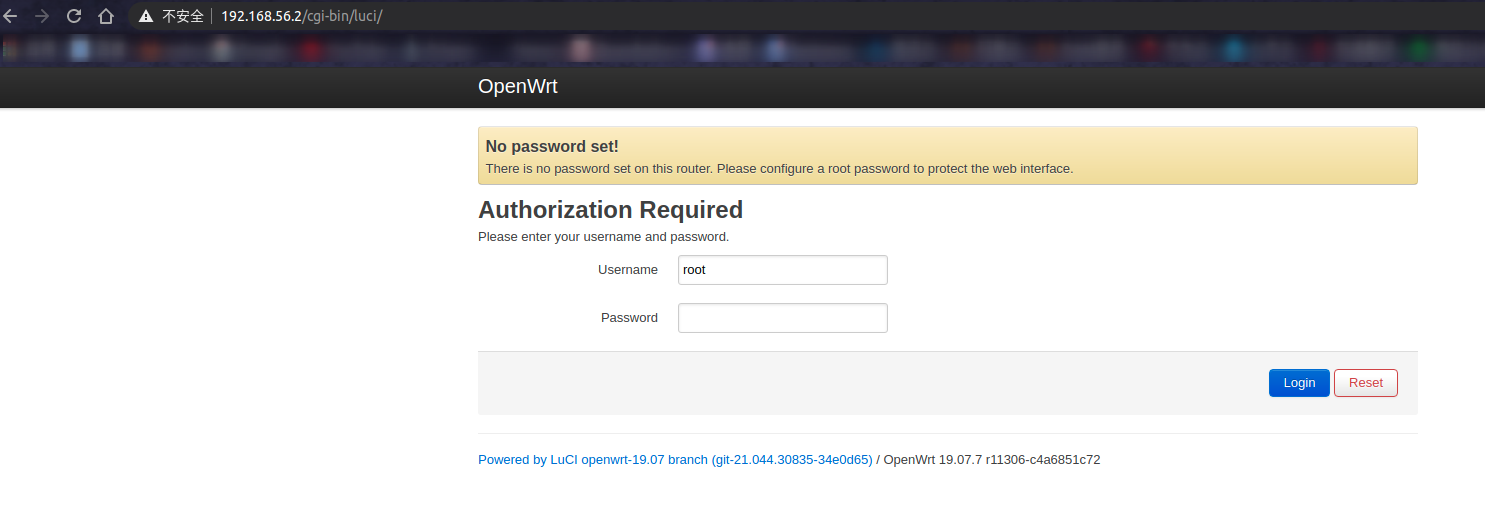 不安全 192.168.56.2/cgi-bin/luci/
OpenWrt
No password set!
There is no password set on this router. Please configure a root password to protect the web interface.
Authorization Required
Please enter your username and password.
Username root
Password
Login Reset
Powered by LuCI openwrt-19.07 branch (git-21.044.30835-34e0d65) / OpenWrt 19.07.7 r11306-c4a6851c72